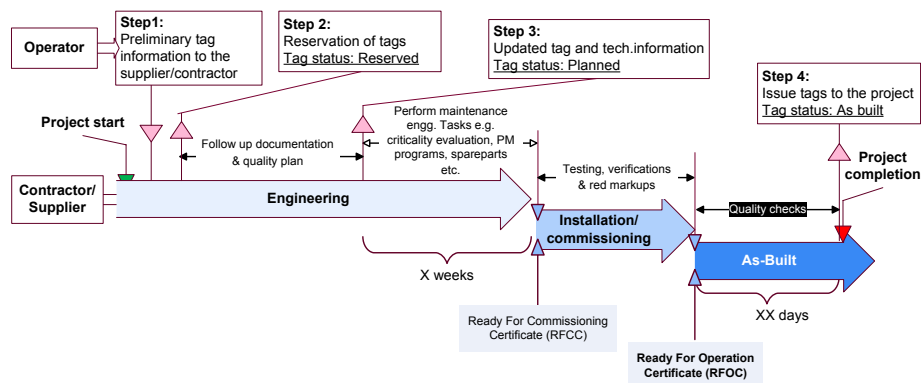 Operator
Step1:
Preliminary tag
information to the
supplier/contractor
Step 2:
Reservation of tags
Tag status: Reserved
Step 3:
Updated tag and tech.information
Tag status: Planned
Step 4:
Issue tags to the project
Tag status: As built
Project start
Follow up documentation
& quality plan
Perform maintenance
engg. Tasks e.g.
criticality evaluation, PM
programs, spareparts
etc.
Testing, verifications
& red markups
Quality checks
Project
completion
Contractor/
Supplier
Engineering
Installation/
commissioning
As-Built
X weeks
XX days
Ready For Commissioning
Certificate (RFCC)
Ready For Operation
Certificate (RFOC)